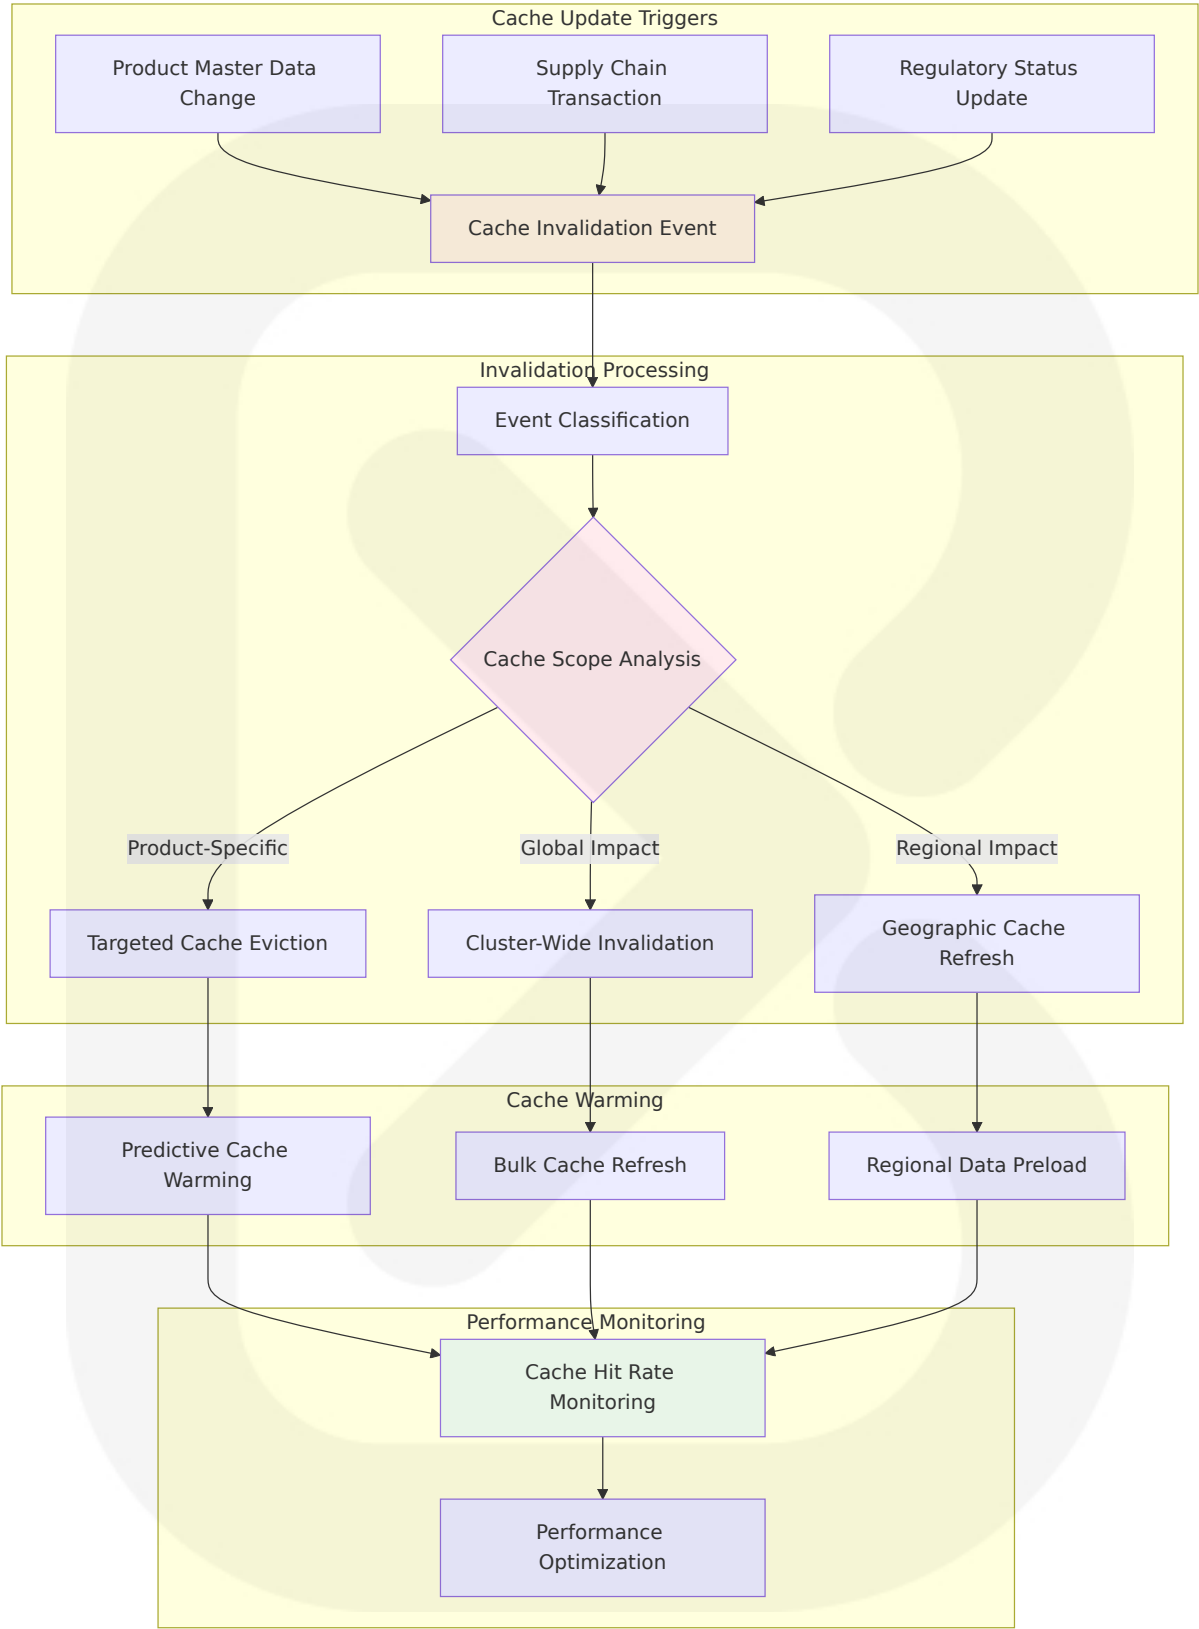 Cache Update Triggers
Product Master Data
Change
Supply Chain
Transaction
Regulatory Status
Update
Cache Invalidation Event
Invalidation Processing
Event Classification
Cache Scope Analysis
Product-Specific
Global Impact
Regional Impact
Targeted Cache Eviction
Cluster-Wide Invalidation
Geographic Cache
Refresh
Cache Warming
Predictive Cache
Warming
Bulk Cache Refresh
Regional Data Preload
Performance Monitoring
Cache Hit Rate
Monitoring
Performance
Optimization